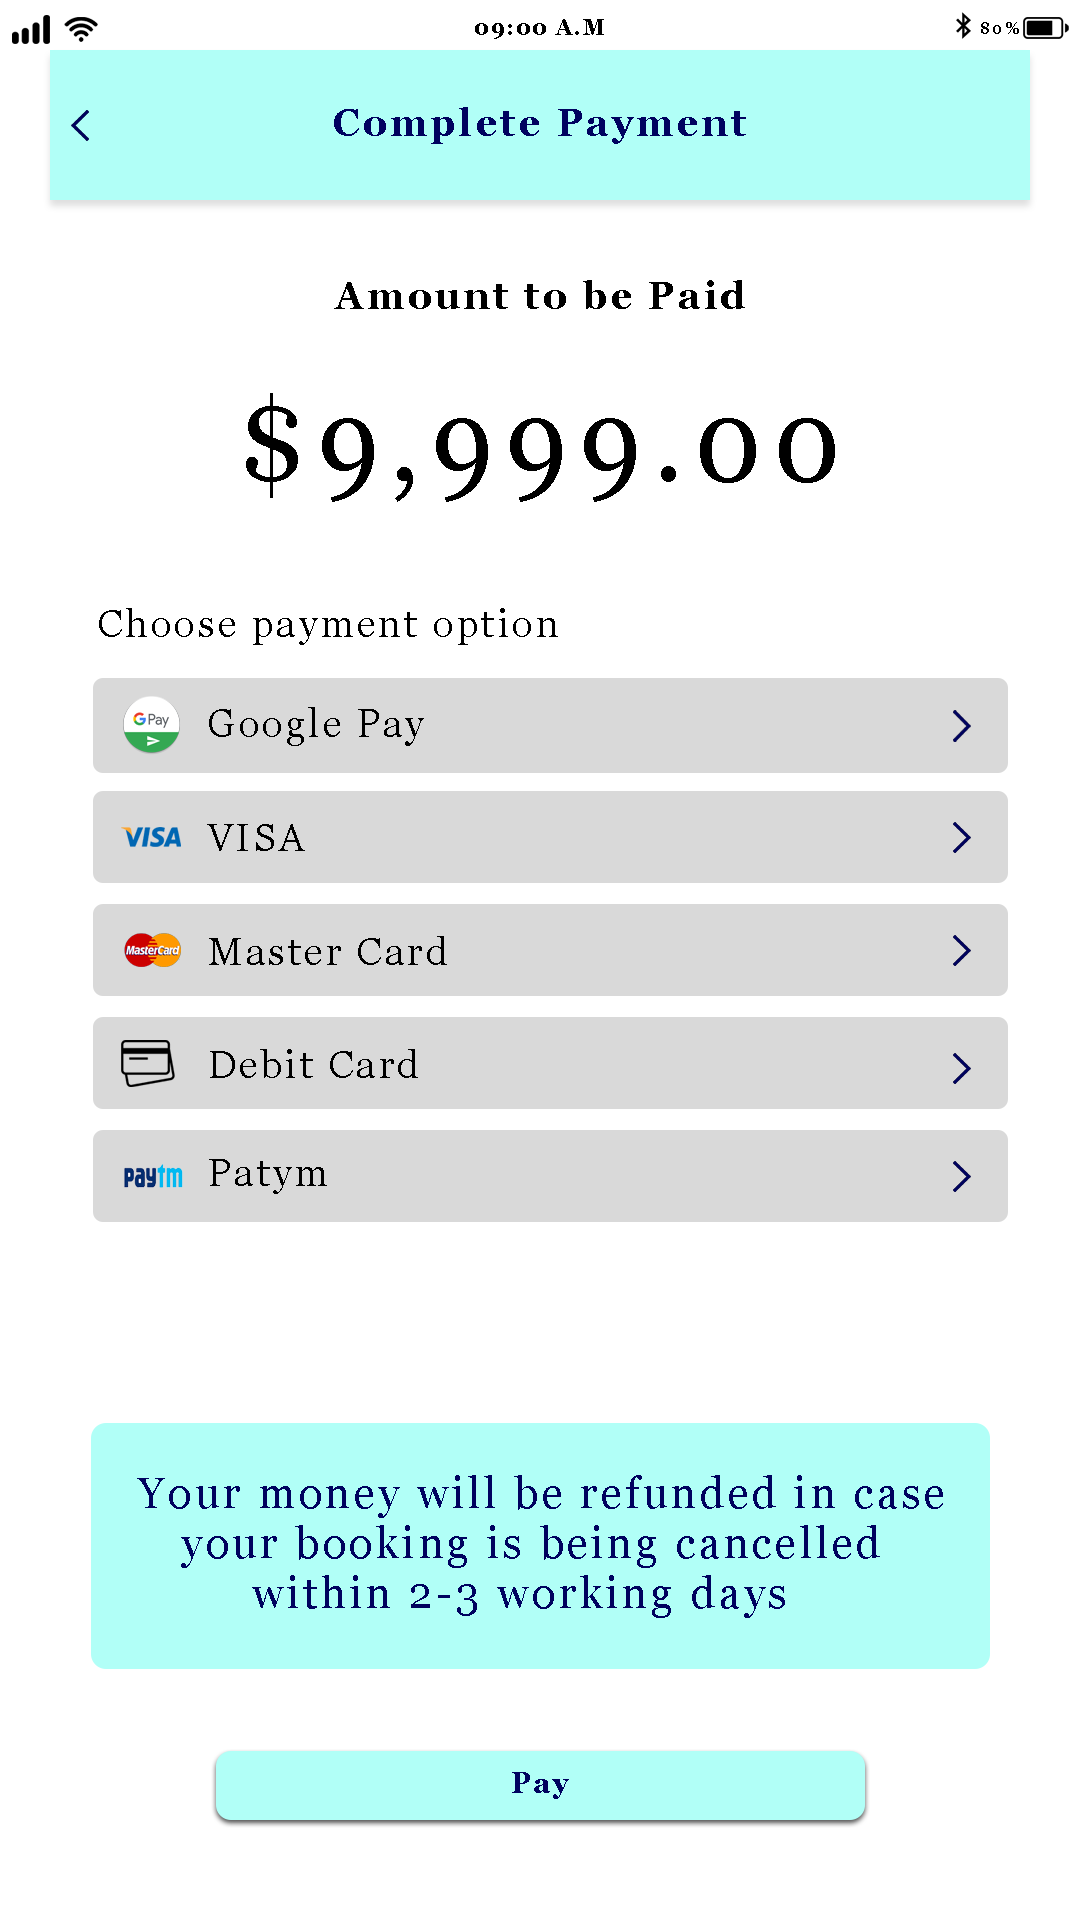 09:00 A.M
80%
Complete Payment
Amount to be Paid
$9,999.00
Choose payment option
G Pay
Google Pay
VISA
VISA
MasterCard
Master Card
Debit Card
paytm
Patym
Your money will be refunded in case
your booking is being cancelled
within 2-3 working days
Pay